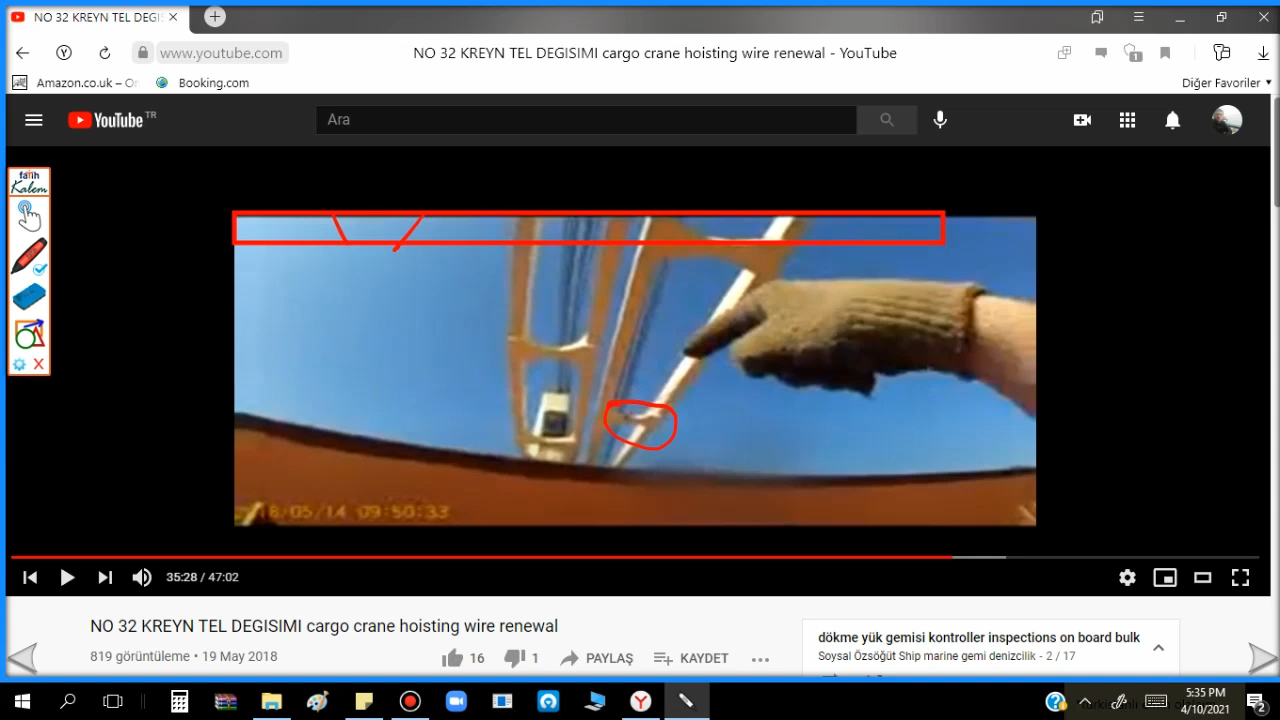 NO 32 KREYN TEL DEGIS
www.youtube.com
NO 32 KREYN TEL DEGISIMI cargo crane hoisting wire renewal - YouTube
1
Amazon.co.uk – O
Booking.com
Diğer Favoriler
YouTube TR
Ara
fatih
Kalem
18/05/14 09:50:33
35:28 / 47:02
NO 32 KREYN TEL DEGISIMI cargo crane hoisting wire renewal
819 görüntüleme • 19 May 2018
16
1
PAYLAŞ
KAYDET
dökme yük gemisi kontroller inspections on board bulk
Soysal Özsöğüt Ship marine gemi denizcilik - 2 / 17
5:35 PM
4/10/2021
2